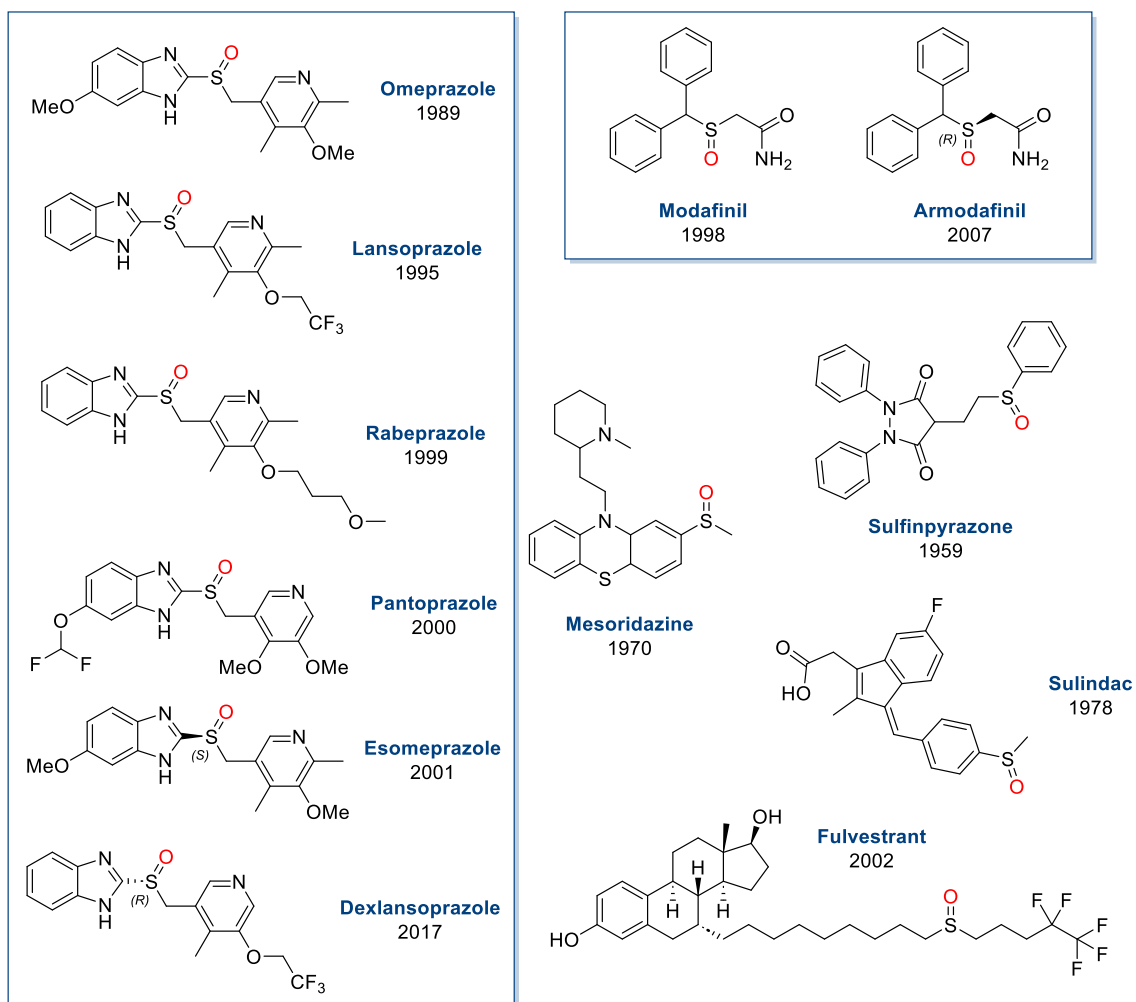 O
N
S
N
N
H
MeO
OMe
Omeprazole
1989
O
N
S
N
N
H
O
CF3
Lansoprazole
1995
O
N
S
N
N
H
O
O
Rabeprazole
1999
O
N
S
N
N
H
O
F
F
MeO
OMe
Pantoprazole
2000
O
N
S
(S)
N
N
H
MeO
OMe
Esomeprazole
2001
O
N
S
(R)
N
N
H
O
CF3
Dexlansoprazole
2017
S
O
O
NH2
Modafinil
1998
S
(R)
O
O
NH2
Armodafinil
2007
N
N
S
S
O
Mesoridazine
1970
O
N
N
O
S
O
Sulfinpyrazone
1959
F
O
HO
S
O
Sulindac
1978
OH
H
H
H
HO
O
S
F
F
F
F
F
Fulvestrant
2002